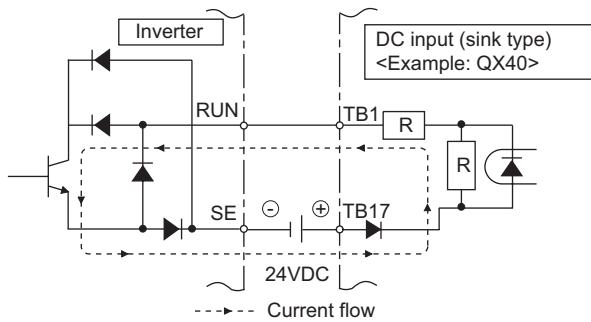 Inverter
DC input (sink type)
<Example: QX40>
RUN
TB1
R
R
SE
- +
TB17
24VDC
Current flow